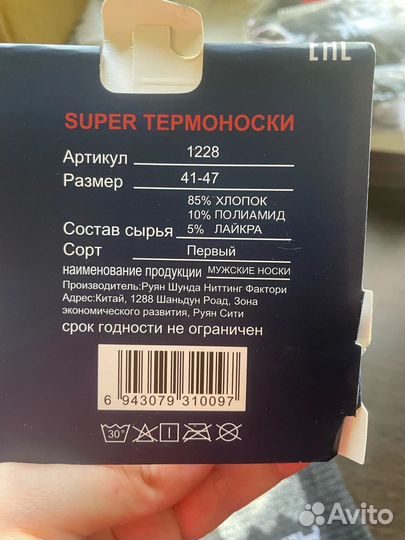 EAC
SUPER ТЕРМОНОСКИ
Артикул 1228
Размер 41-47
85% ХЛОПОК
10% ПОЛИАМИД
Состав сырья 5% ЛАЙКРА
Сорт Первый
наименование продукции МУЖСКИЕ НОСКИ
Производитель:Руян Шунда Ниттинг Фактори
Адрес:Китай, 1288 Шаньдун Роад, Зона
экономического развития, Руян Сити
срок годности не ограничен
6 943079 310097
30°
Avito